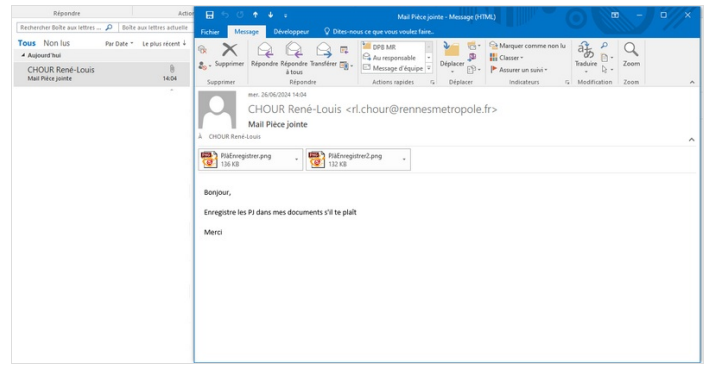 Répondre
Rechercher Boîte aux lettres ...
Boîte aux lettres actuelle
Tous Non lus
Par Date
Le plus récent
Aujourd'hui
CHOUR René-Louis
Mail Pièce jointe 14:04
Mail Pièce jointe - Message (HTML)
Fichier Message Développeur Dites-nous ce que vous voulez faire..
Supprimer
Répondre Répondre à tous Transférer
DPB MR
Au responsable
Message d'équipe
Déplacer
Marquer comme non lu
Classer
Assurer un suivi
Traduire
Zoom
Supprimer Répondre Actions rapides Déplacer Indicateurs Modification Zoom
mer. 26/06/2024 14:04
CHOUR René-Louis <rl.chour@rennesmetropole.fr>
Mail Pièce jointe
À CHOUR René-Louis
PJàEnregistrer.png
136 KB
PJàEnregistrer2.png
132 KB
Bonjour,
Enregistre les PJ dans mes documents s'il te plaît
Merci